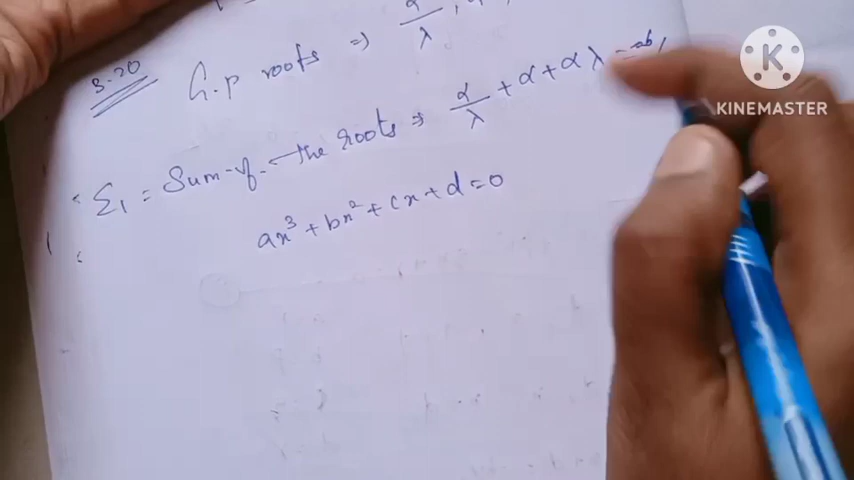 3.20
G.P roots ⇒ α/λ, α,
Σ₁ = Sum of the roots ⇒ α/λ + α + αλ
ax³ + bx² + cx + d = 0
KINEMASTER